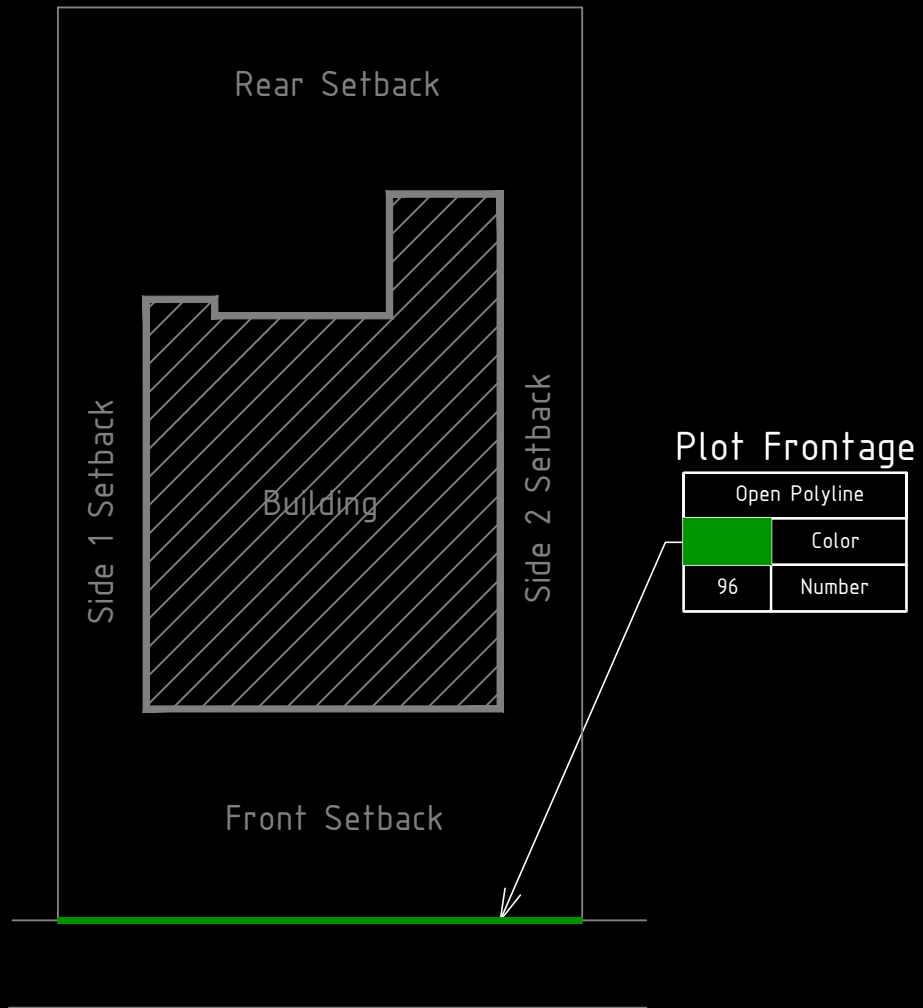 Rear Setback
Side 1 Setback
Building
Side 2 Setback
Plot Frontage
Open Polyline
Color
96 Number
Front Setback